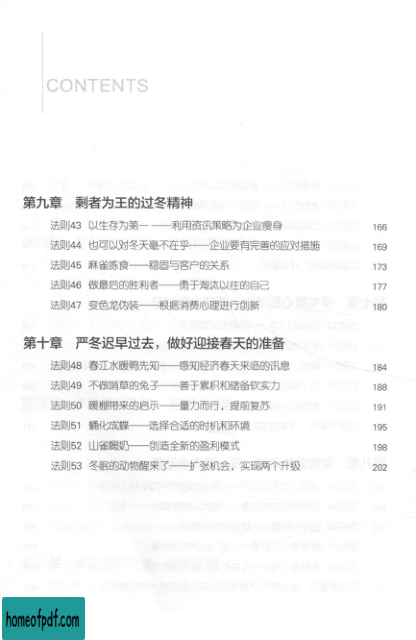 CONTENTS
第九章 剩者为王的过冬精神
法则43 以生存为第一——利用资讯策略为企业瘦身 166
法则44 也可以对冬天毫不在乎——企业要有完善的应对措施 169
法则45 麻雀拣食——稳固与客户的关系 173
法则46 做最后的胜利者——勇于淘汰以往的自己 177
法则47 变色龙伪装——根据消费心理进行创新 180
第十章 严冬迟早过去，做好迎接春天的准备
法则48 春江水暖鸭先知——感知经济春天来临的讯息 184
法则49 不做啃草的兔子——善于累积和储备软实力 188
法则50 暖棚带来的启示——量力而行，提前复苏 191
法则51 蛹化成蝶——选择合适的时机和环境 195
法则52 山雀喝奶——创造全新的盈利模式 198
法则53 冬眠的动物醒来了——扩张机会，实现两个升级 202
homeofpdf.com